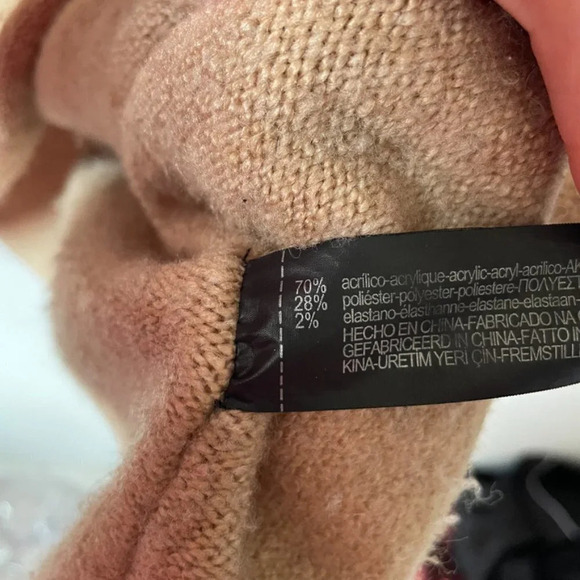 70% acrílico-acrylique-acrylic-acryl-acrilico-AK
28% poliéster-polyester-poliestere-ΠΟΛΥΕΣΤ
2% elastano-élasthanne-elastane-elastaan-
HECHO EN CHINA-FABRICADO NA
GEFABRICEERD IN CHINA-FATTO IN
KINA-ÜRETIM YERİ ÇİN-FREMSTILL